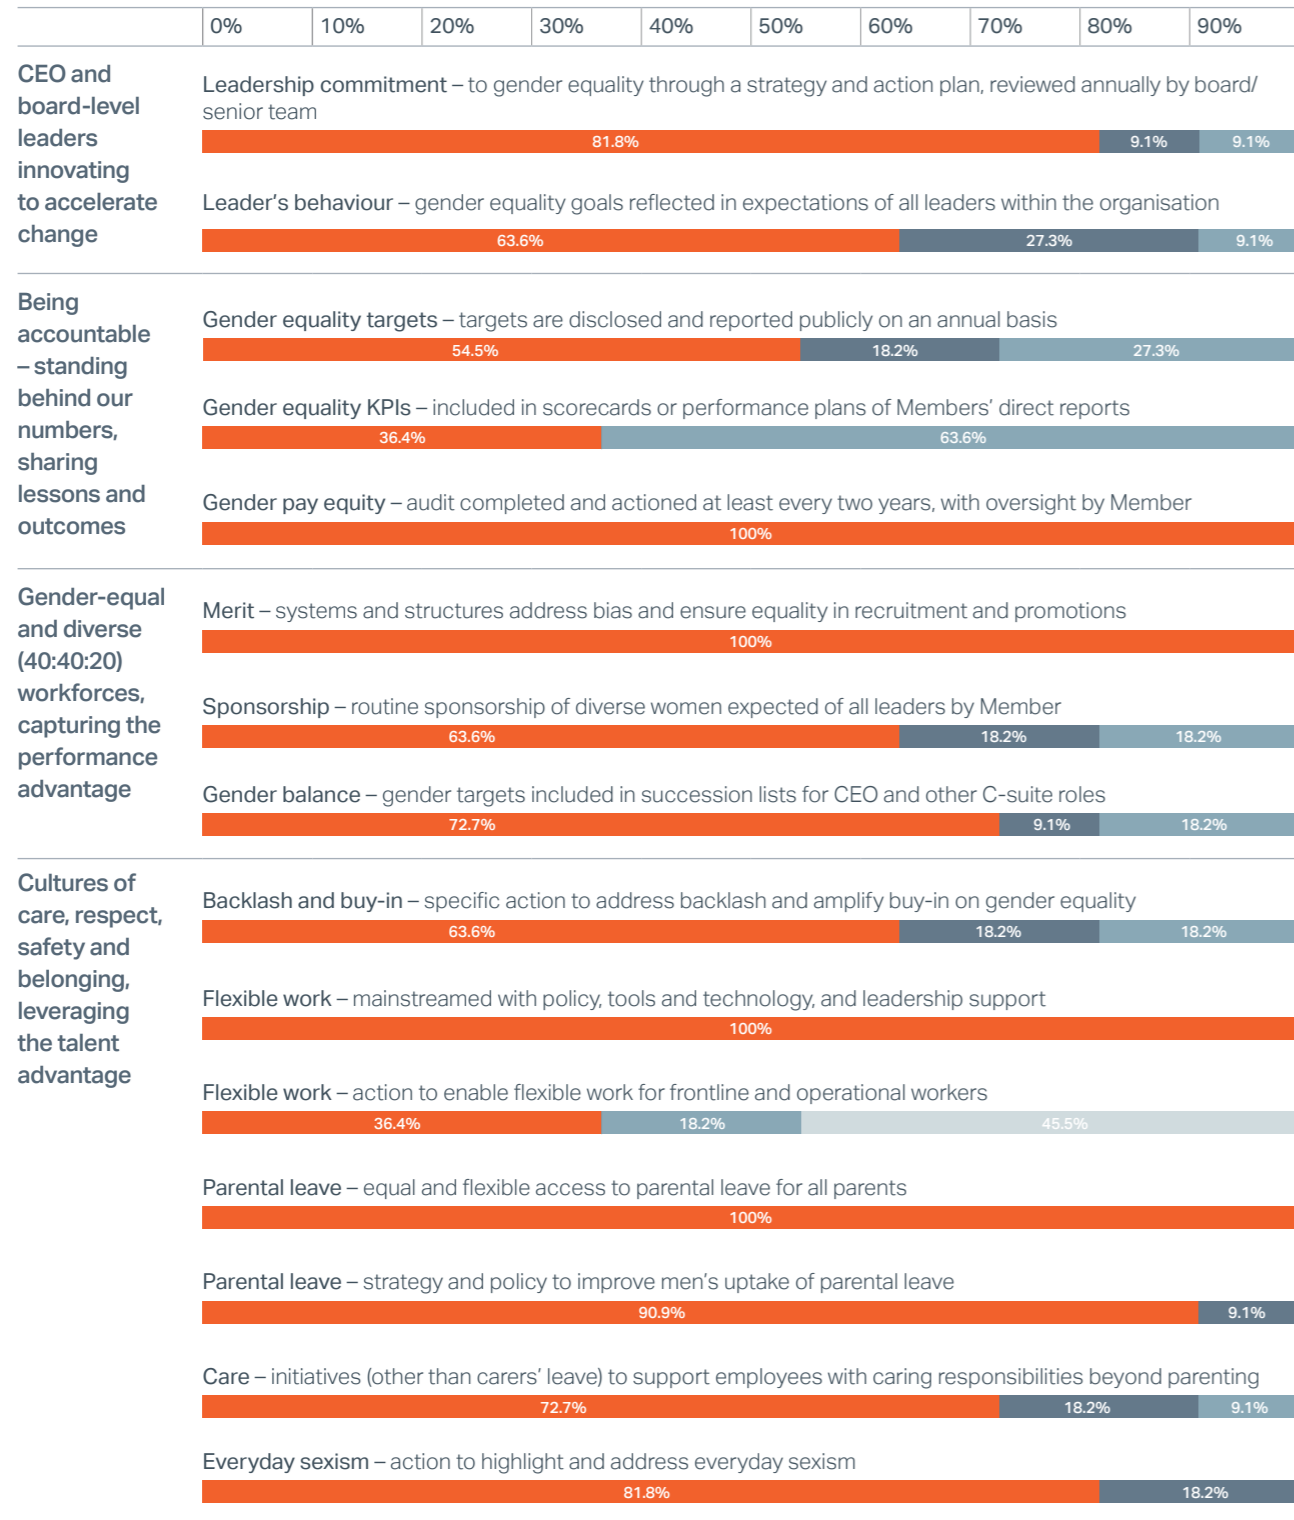 0% 10% 20% 30% 40% 50% 60% 70% 80% 90%
CEO and
board-level
leaders
innovating
to accelerate
change
Leadership commitment – to gender equality through a strategy and action plan, reviewed annually by board/
senior team
81.8% 9.1% 9.1%
Leader's behaviour – gender equality goals reflected in expectations of all leaders within the organisation
63.6% 27.3% 9.1%
Being
accountable
– standing
behind our
numbers,
sharing
lessons and
outcomes
Gender equality targets – targets are disclosed and reported publicly on an annual basis
54.5% 18.2% 27.3%
Gender equality KPIs – included in scorecards or performance plans of Members' direct reports
36.4% 63.6%
Gender pay equity – audit completed and actioned at least every two years, with oversight by Member
100%
Gender-equal
and diverse
(40:40:20)
workforces,
capturing the
performance
advantage
Merit – systems and structures address bias and ensure equality in recruitment and promotions
100%
Sponsorship – routine sponsorship of diverse women expected of all leaders by Member
63.6% 18.2% 18.2%
Gender balance – gender targets included in succession lists for CEO and other C-suite roles
72.7% 9.1% 18.2%
Cultures of
care, respect,
safety and
belonging,
leveraging
the talent
advantage
Backlash and buy-in – specific action to address backlash and amplify buy-in on gender equality
63.6% 18.2% 18.2%
Flexible work – mainstreamed with policy, tools and technology, and leadership support
100%
Flexible work – action to enable flexible work for frontline and operational workers
36.4% 18.2% 45.5%
Parental leave – equal and flexible access to parental leave for all parents
100%
Parental leave – strategy and policy to improve men's uptake of parental leave
90.9% 9.1%
Care – initiatives (other than carers' leave) to support employees with caring responsibilities beyond parenting
72.7% 18.2% 9.1%
Everyday sexism – action to highlight and address everyday sexism
81.8% 18.2%